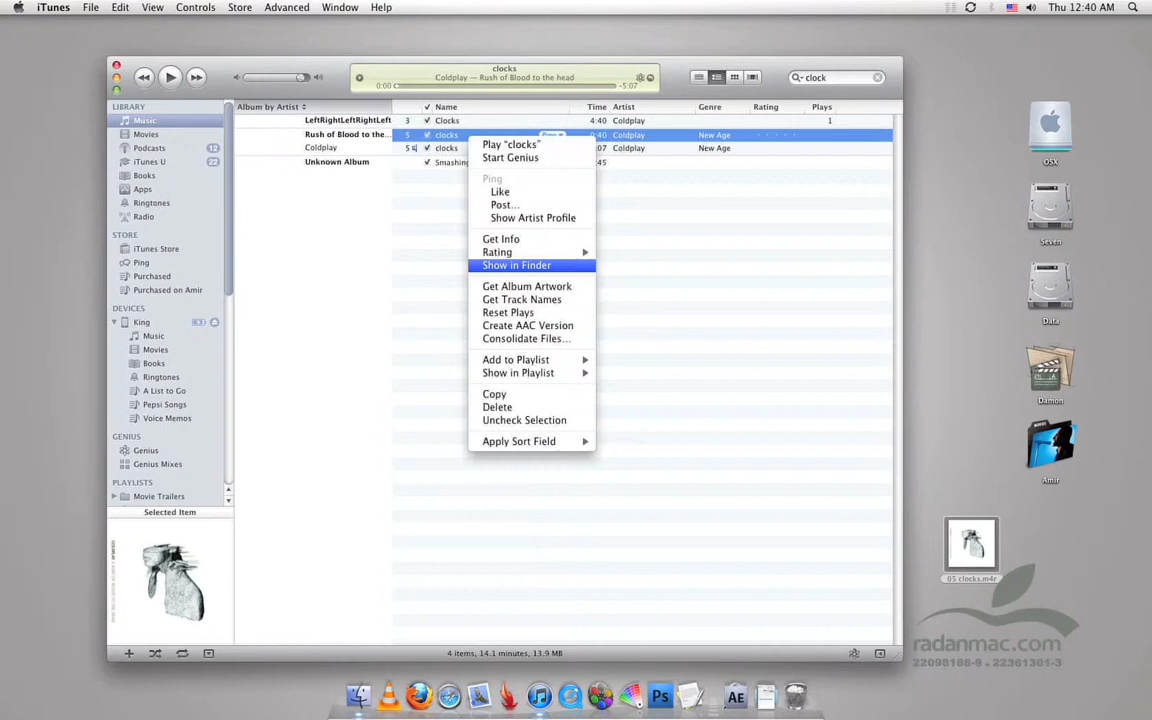 iTunes File Edit View Controls Store Advanced Window Help
Thu 12:40 AM
clocks
Coldplay — Rush of Blood to the head
0:00 -5:07
clock
LIBRARY
Music
Movies
Podcasts 12
iTunes U 22
Books
Apps
Ringtones
Radio
STORE
iTunes Store
Ping
Purchased
Purchased on Amir
DEVICES
King
Music
Movies
Books
Ringtones
A List to Go
Pepsi Songs
Voice Memos
GENIUS
Genius
Genius Mixes
PLAYLISTS
Movie Trailers
Selected Item
Album by Artist Name Time Artist Genre Rating Plays
LeftRightLeftRightLeft 3 Clocks 4:40 Coldplay 1
Rush of Blood to the... 5 clocks 0:40 Coldplay New Age
Coldplay 5 clocks :07 Coldplay New Age
Unknown Album Smashing :45
Play "clocks"
Start Genius
Ping
Like
Post...
Show Artist Profile
Get Info
Rating
Show in Finder
Get Album Artwork
Get Track Names
Reset Plays
Create AAC Version
Consolidate Files...
Add to Playlist
Show in Playlist
Copy
Delete
Uncheck Selection
Apply Sort Field
4 items, 14.1 minutes, 13.9 MB
OSX
Seven
Data
Damon
Amir
05 clocks.m4r
radanmac.com
22098188-9 22361301-3
Ps
AE